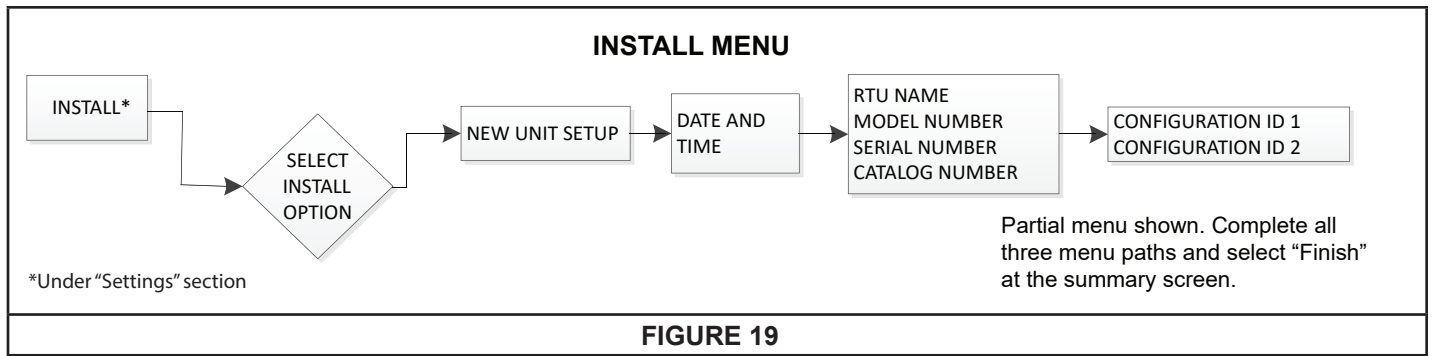 INSTALL MENU
INSTALL*
SELECT
INSTALL
OPTION
NEW UNIT SETUP
DATE AND
TIME
RTU NAME
MODEL NUMBER
SERIAL NUMBER
CATALOG NUMBER
CONFIGURATION ID 1
CONFIGURATION ID 2
Partial menu shown. Complete all
three menu paths and select “Finish”
at the summary screen.
*Under “Settings” section
FIGURE 19